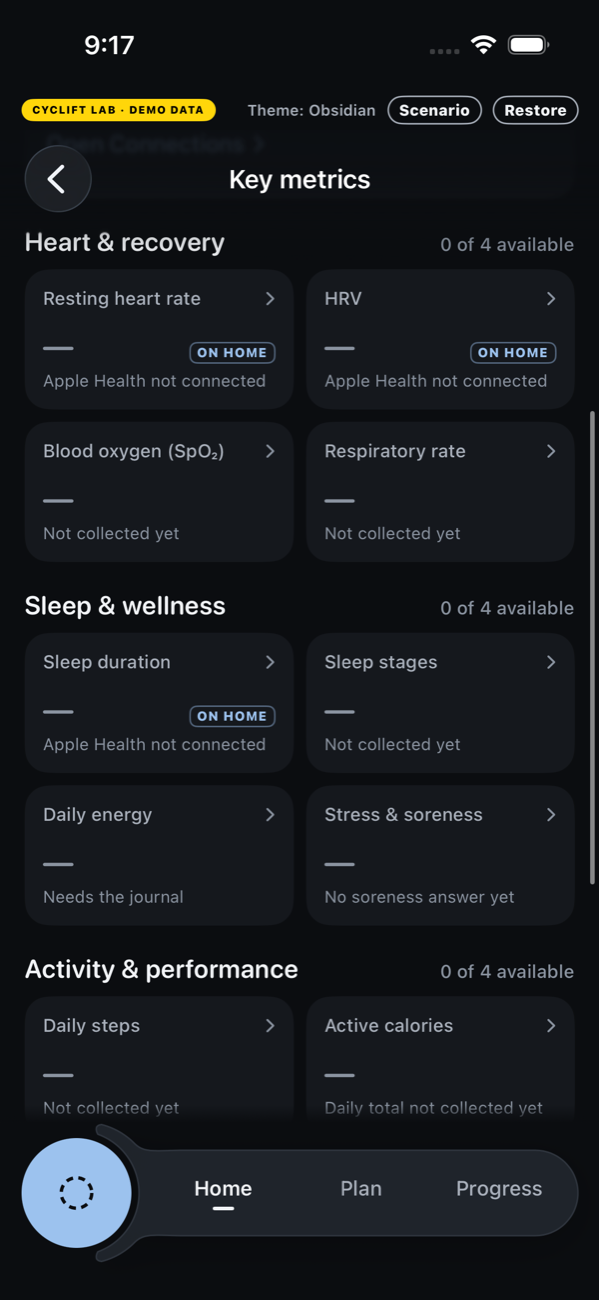 9:17
CYCLIFT LAB · DEMO DATA
Theme: Obsidian
Scenario
Restore
Open Connections >
Key metrics
Heart & recovery
0 of 4 available
Resting heart rate
—
ON HOME
Apple Health not connected
HRV
—
ON HOME
Apple Health not connected
Blood oxygen (SpO₂)
—
Not collected yet
Respiratory rate
—
Not collected yet
Sleep & wellness
0 of 4 available
Sleep duration
—
ON HOME
Apple Health not connected
Sleep stages
—
Not collected yet
Daily energy
—
Needs the journal
Stress & soreness
—
No soreness answer yet
Activity & performance
0 of 4 available
Daily steps
—
Not collected yet
Active calories
—
Daily total not collected yet
Home
Plan
Progress